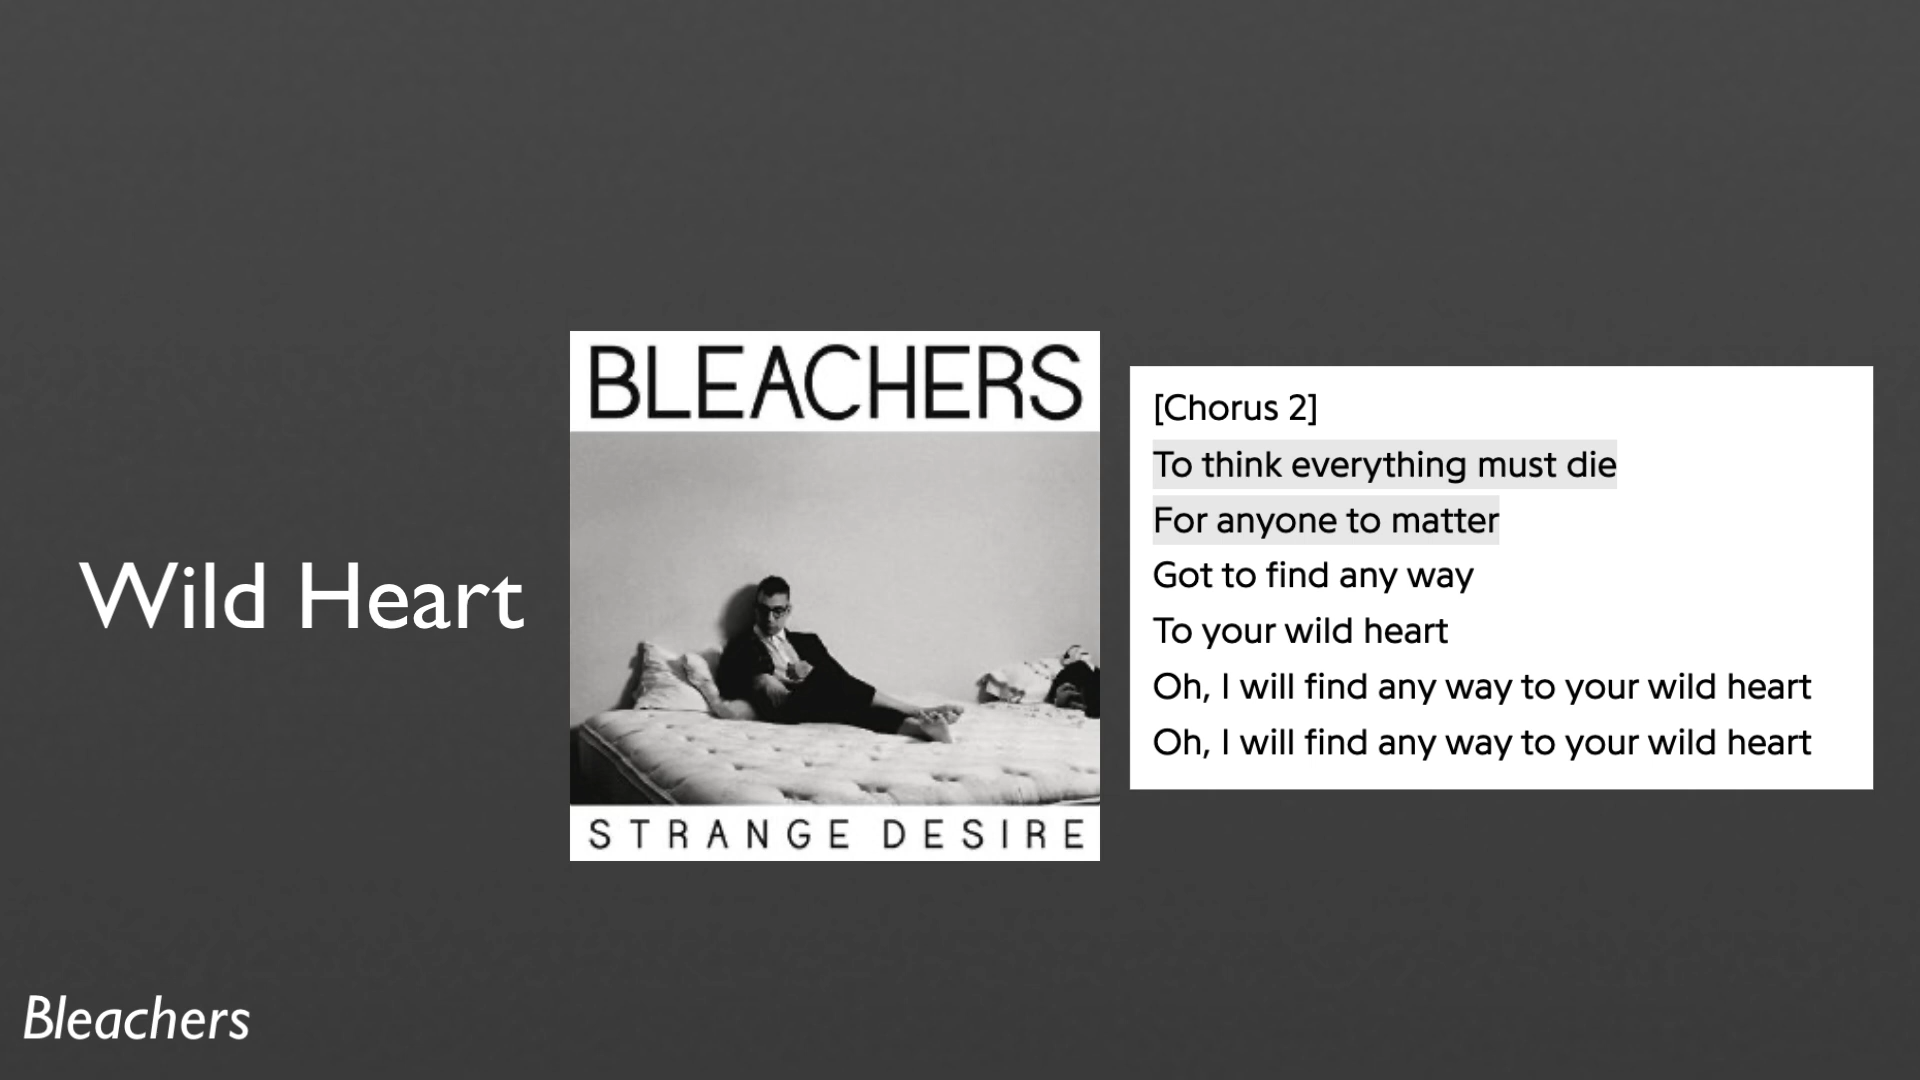 Wild Heart
BLEACHERS
STRANGE DESIRE
[Chorus 2]
To think everything must die
For anyone to matter
Got to find any way
To your wild heart
Oh, I will find any way to your wild heart
Oh, I will find any way to your wild heart
Bleachers